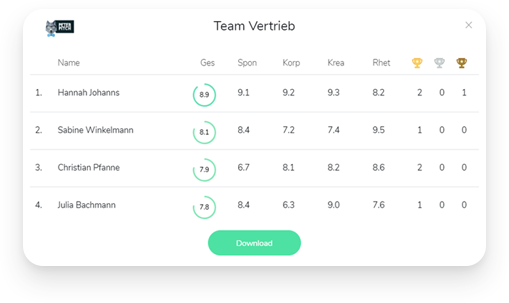 PETER
PITCH
Team Vertrieb
×
Name Ges Spon Korp Krea Rhet
1. Hannah Johanns 8.9 9.1 9.2 9.3 8.2 2 0 1
2. Sabine Winkelmann 8.1 8.4 7.2 7.4 9.5 1 0 0
3. Christian Pfanne 7.9 6.7 8.1 8.2 8.6 2 0 0
4. Julia Bachmann 7.8 8.4 6.3 9.0 7.6 1 0 0
Download